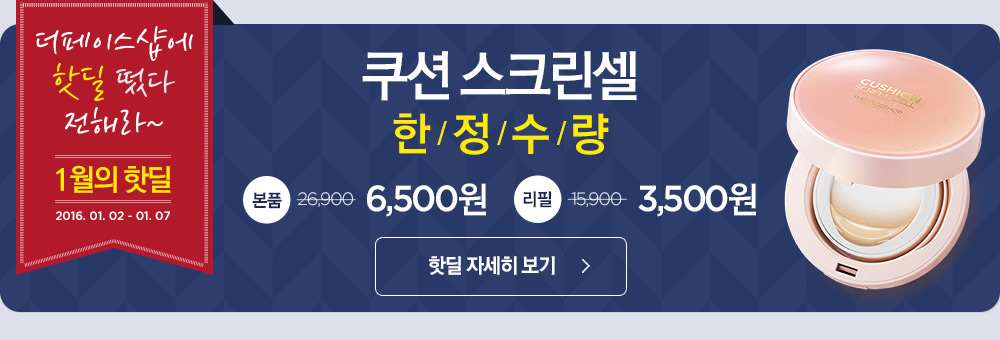 더페이스샵에
핫딜 떴다
전해라~
1월의 핫딜
2016. 01. 02 - 01. 07
쿠션 스크린셀
한/정/수/량
본품 26,900 6,500원 리필 15,900 3,500원
핫딜 자세히 보기 >
CUSHION
SCREEN CELL